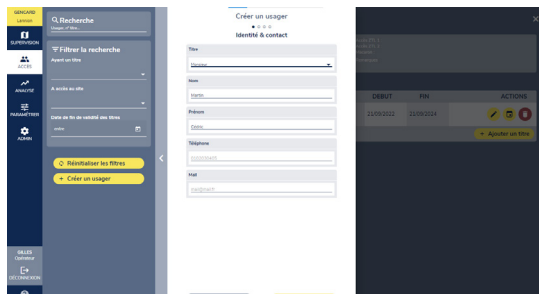 GENCARD
Lannion
SUPERVISION
ACCÈS
ANALYSE
PARAMÉTRER
ADMIN
GILLES
Opérateur
DÉCONNEXION
Recherche
Usager, n° titre...
Filtrer la recherche
Ayant un titre
A accès au site
Date de fin de validité des titres
Réinitialiser les filtres
+ Créer un usager
Créer un usager
Identité & contact
Titre
Monsieur
Nom
Martin
Prénom
Cédric
Téléphone
Mail
DEBUT
FIN
ACTIONS
21/09/2022
21/09/2023
+ Ajouter un titre